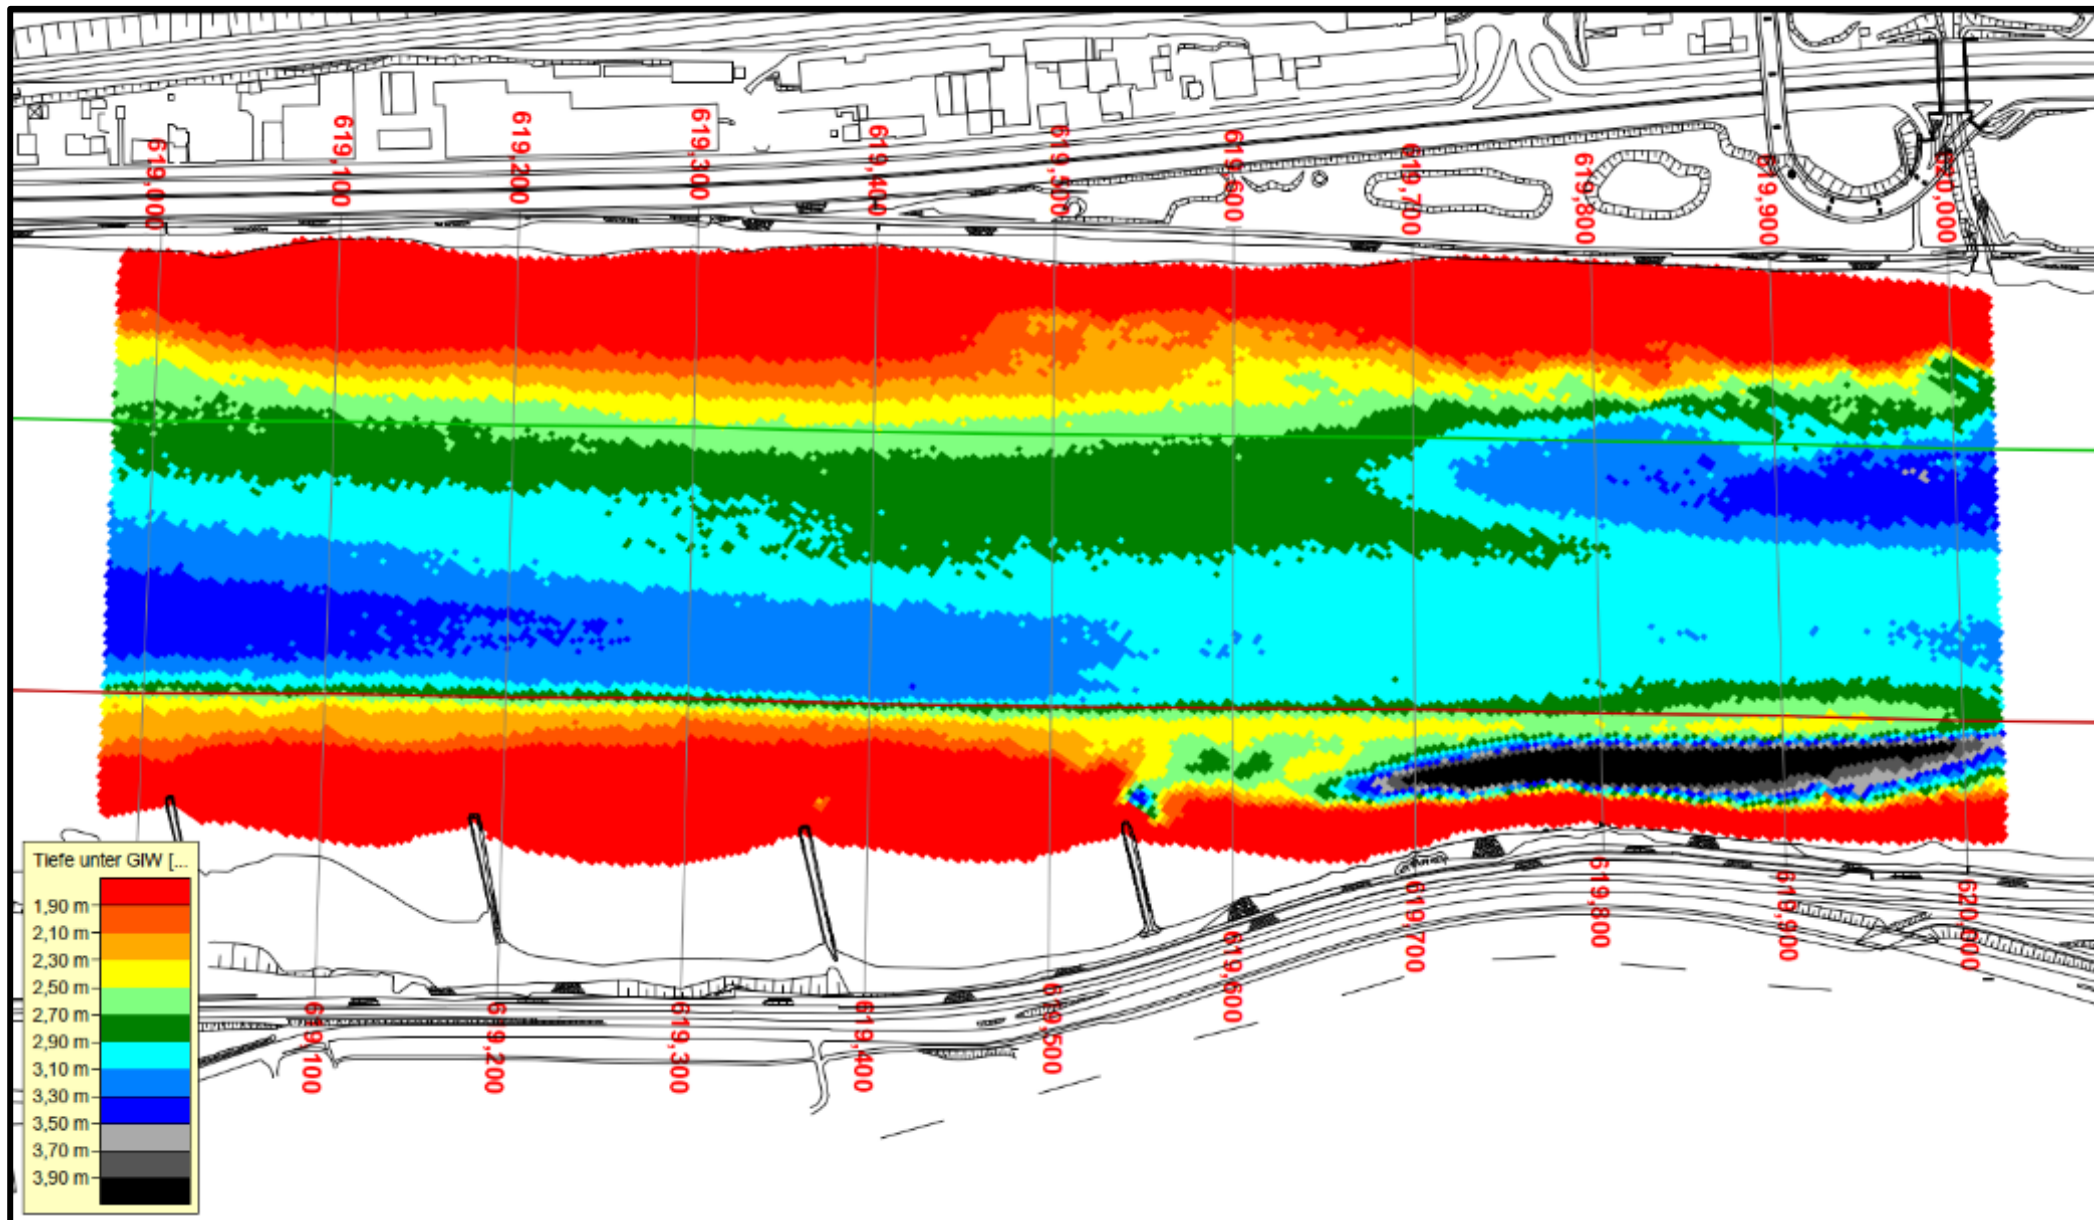 619,000
619,100
619,200
619,300
619,400
619,500
619,600
619,700
619,800
619,900
620,000
Tiefe unter GlW [...
1,90 m
2,10 m
2,30 m
2,50 m
2,70 m
2,90 m
3,10 m
3,30 m
3,50 m
3,70 m
3,90 m
619,100
619,200
619,300
619,400
619,500
619,600
619,700
619,800
619,900
620,000